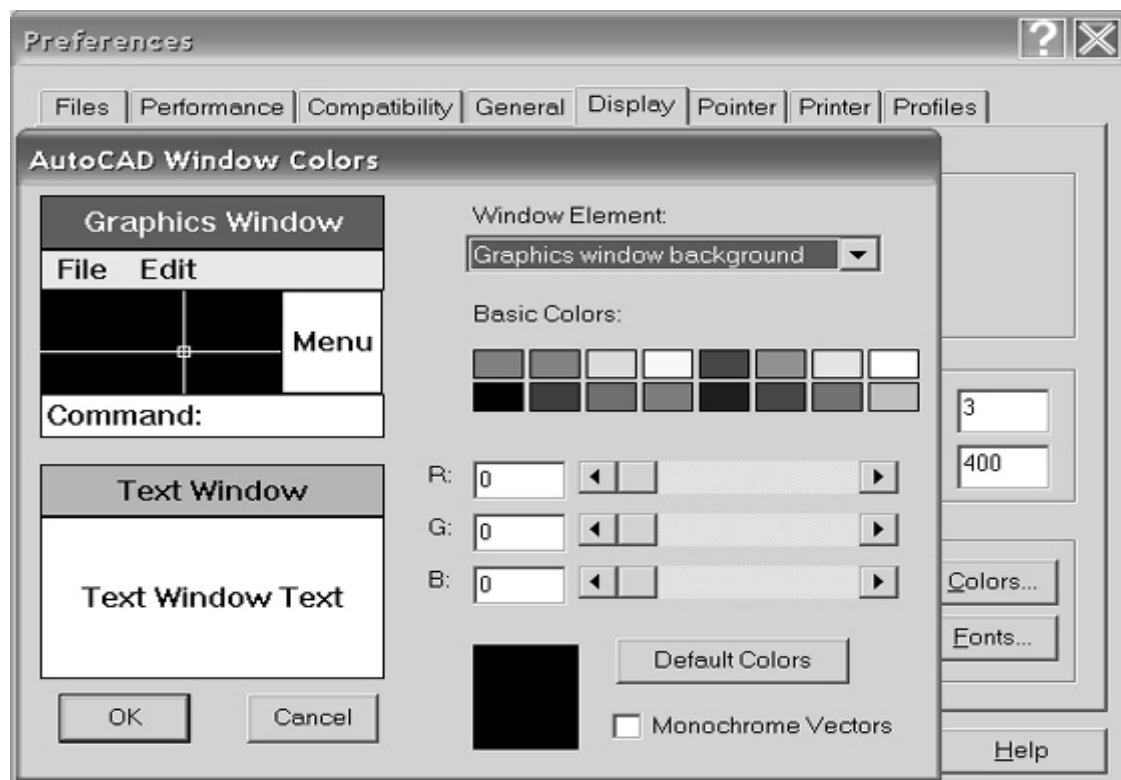 Preferences
Files Performance Compatibility General Display Pointer Printer Profiles
AutoCAD Window Colors
Graphics Window
File Edit
Menu
Command:
Text Window
Text Window Text
OK Cancel
Window Element:
Graphics window background
Basic Colors:
R: 0
G: 0
B: 0
Default Colors
Monochrome Vectors
3
400
Colors...
Fonts...
Help